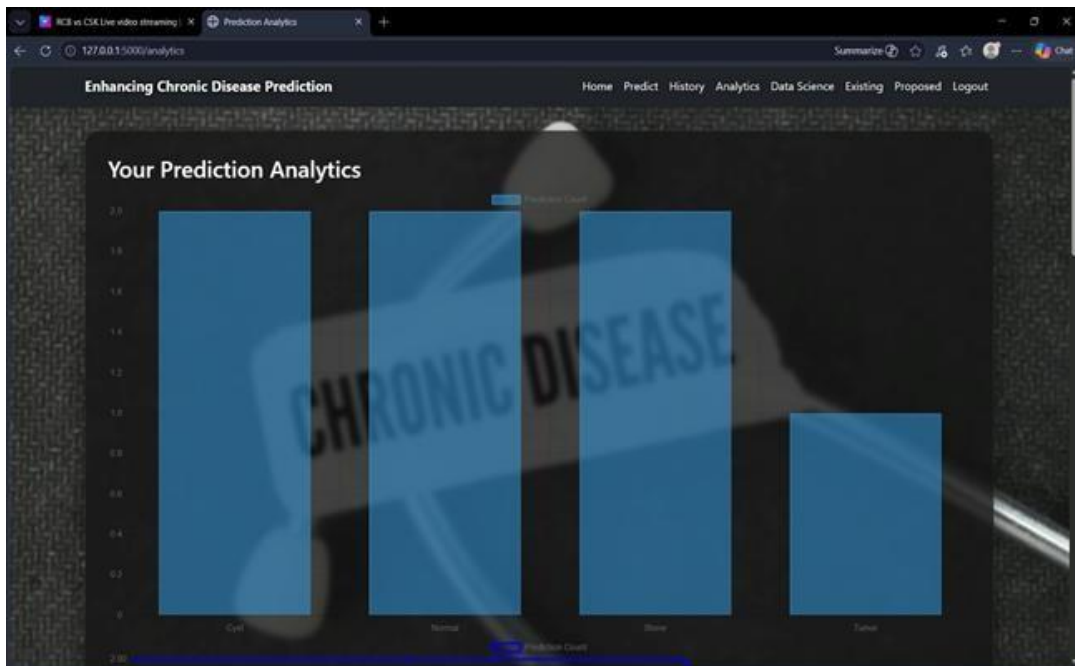 RCB vs CSK Live video streaming |
Prediction Analytics
127.0.0.1:5000/analytics
Summarize
Chat
Enhancing Chronic Disease Prediction
Home Predict History Analytics Data Science Existing Proposed Logout
Your Prediction Analytics
Prediction Count
2.0
1.8
1.6
1.4
1.2
1.0
0.8
0.6
0.4
0.2
0
CHRONIC DISEASE
Cyst Normal Stone Tumor
Prediction Count
2.00